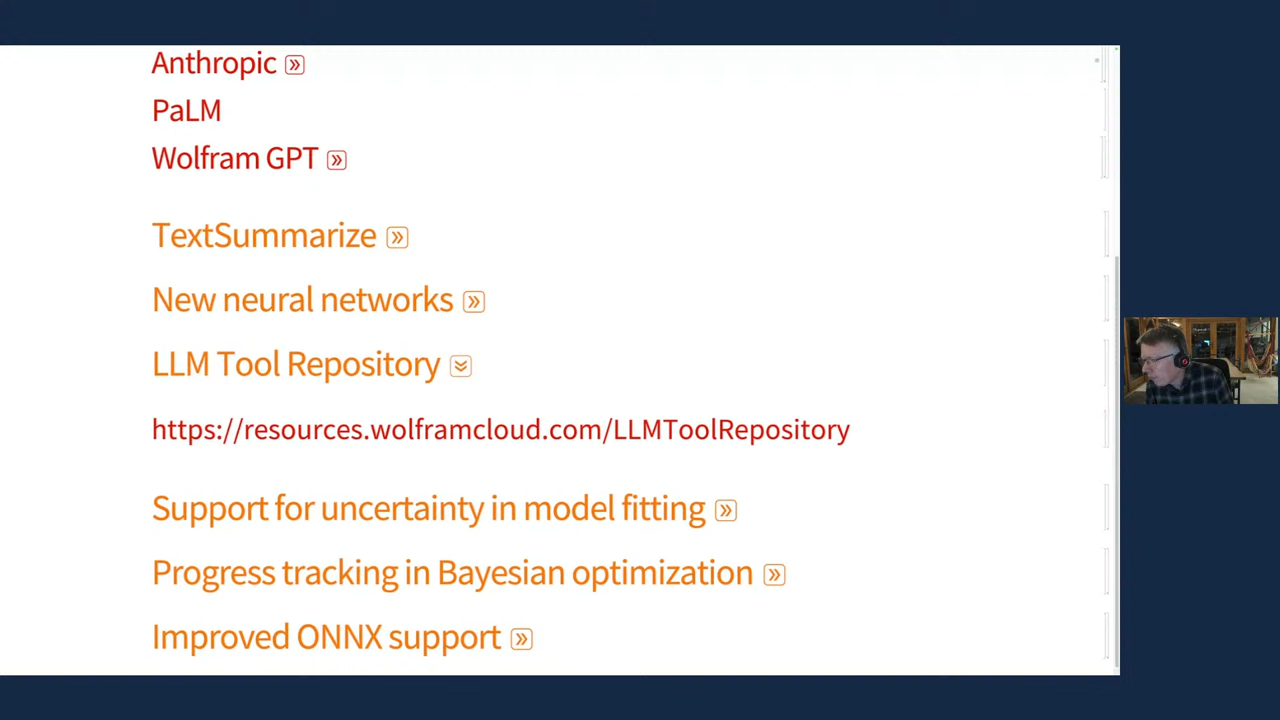 Anthropic
PaLM
Wolfram GPT
TextSummarize
New neural networks
LLM Tool Repository
https://resources.wolframcloud.com/LLMToolRepository
Support for uncertainty in model fitting
Progress tracking in Bayesian optimization
Improved ONNX support